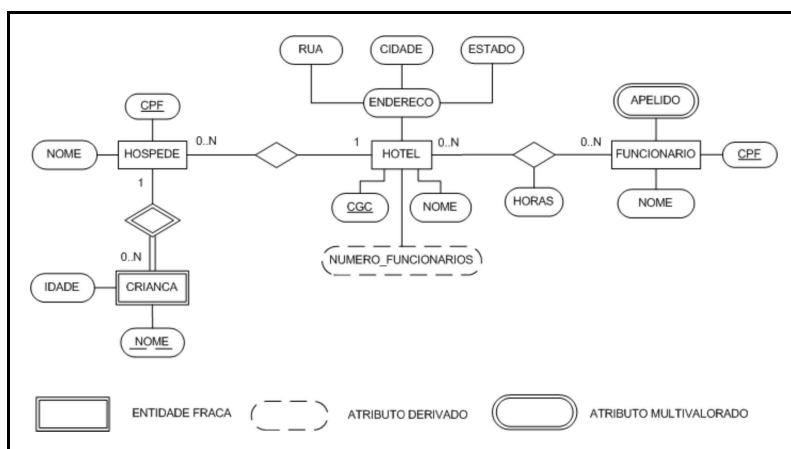 RUA
CIDADE
ESTADO
ENDERECO
APELIDO
CPF
NOME
HOSPEDE
0..N
1
HOTEL
0..N
0..N
FUNCIONARIO
CPF
1
CGC
NOME
HORAS
NOME
0..N
NUMERO_FUNCIONARIOS
IDADE
CRIANCA
NOME
ENTIDADE FRACA
ATRIBUTO DERIVADO
ATRIBUTO MULTIVALORADO